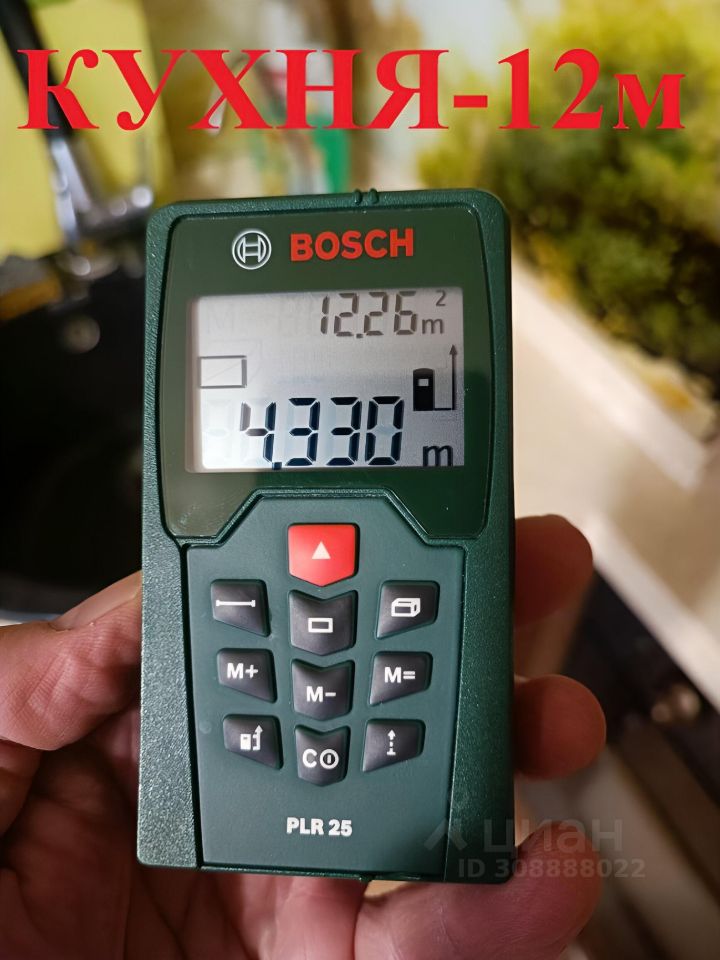 КУХНЯ-12м
BOSCH
12.26 m²
4.330 m
M+
M-
M=
C
PLR 25
циан
ID 308888022